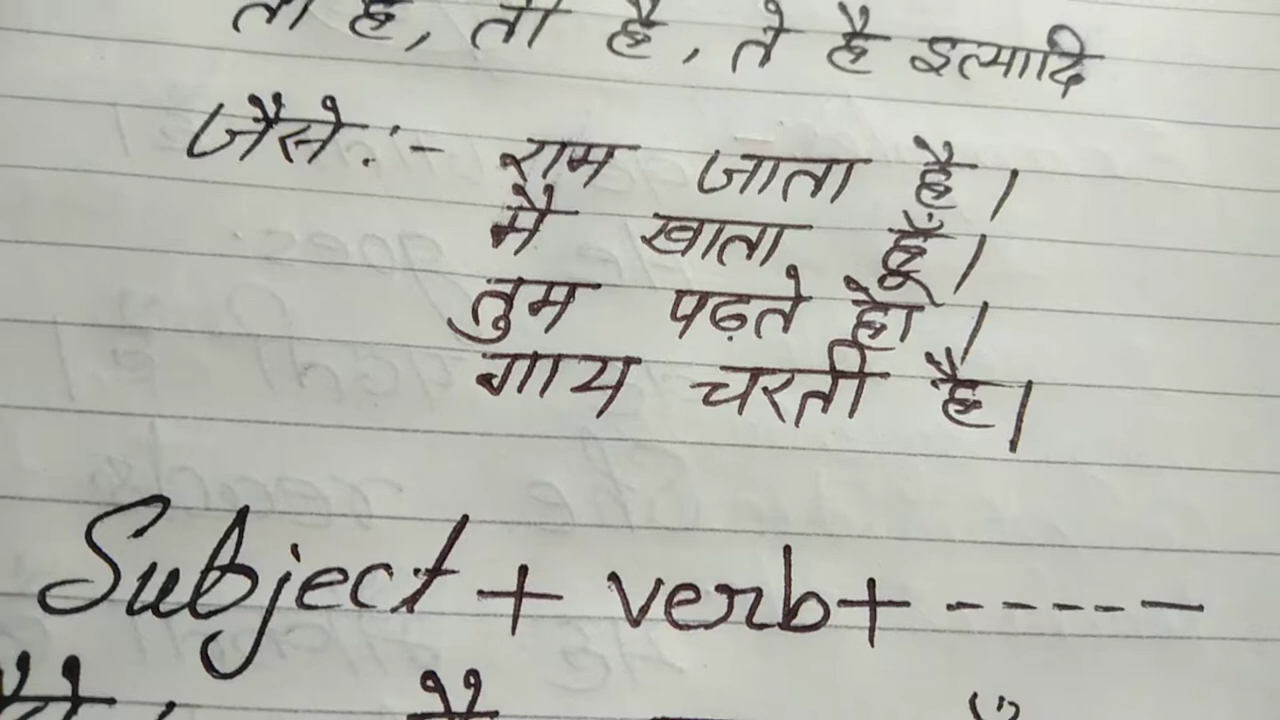 ता है, ती है, ते है इत्यादि
जैसे:- राम जाता है।
मै खाता हूँ।
तुम पढ़ते हो।
गाय चरती है।
Subject + verb + -----